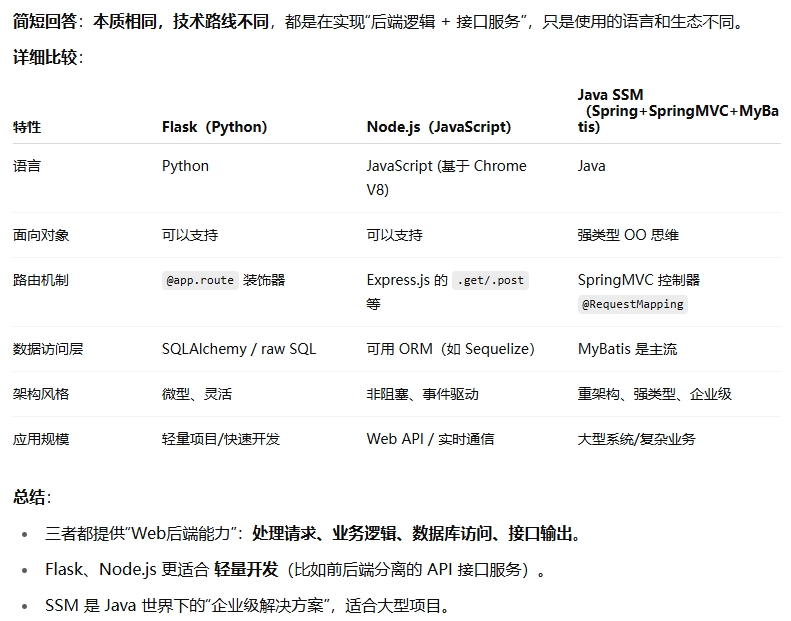 简短回答：本质相同，技术路线不同，都是在实现“后端逻辑 + 接口服务”，只是使用的语言和生态不同。
详细比较：
特性 Flask（Python） Node.js（JavaScript） Java SSM
（Spring+SpringMVC+MyBa
tis）
语言 Python JavaScript (基于 Chrome Java
V8)
面向对象 可以支持 可以支持 强类型 OO 思维
路由机制 @app.route 装饰器 Express.js 的 .get/.post SpringMVC 控制器
等 @RequestMapping
数据访问层 SQLAlchemy / raw SQL 可用 ORM（如 Sequelize） MyBatis 是主流
架构风格 微型、灵活 非阻塞、事件驱动 重架构、强类型、企业级
应用规模 轻量项目/快速开发 Web API / 实时通信 大型系统/复杂业务
总结：
• 三者都提供“Web后端能力”：处理请求、业务逻辑、数据库访问、接口输出。
• Flask、Node.js 更适合 轻量开发（比如前后端分离的 API 接口服务）。
• SSM 是 Java 世界下的“企业级解决方案”，适合大型项目。